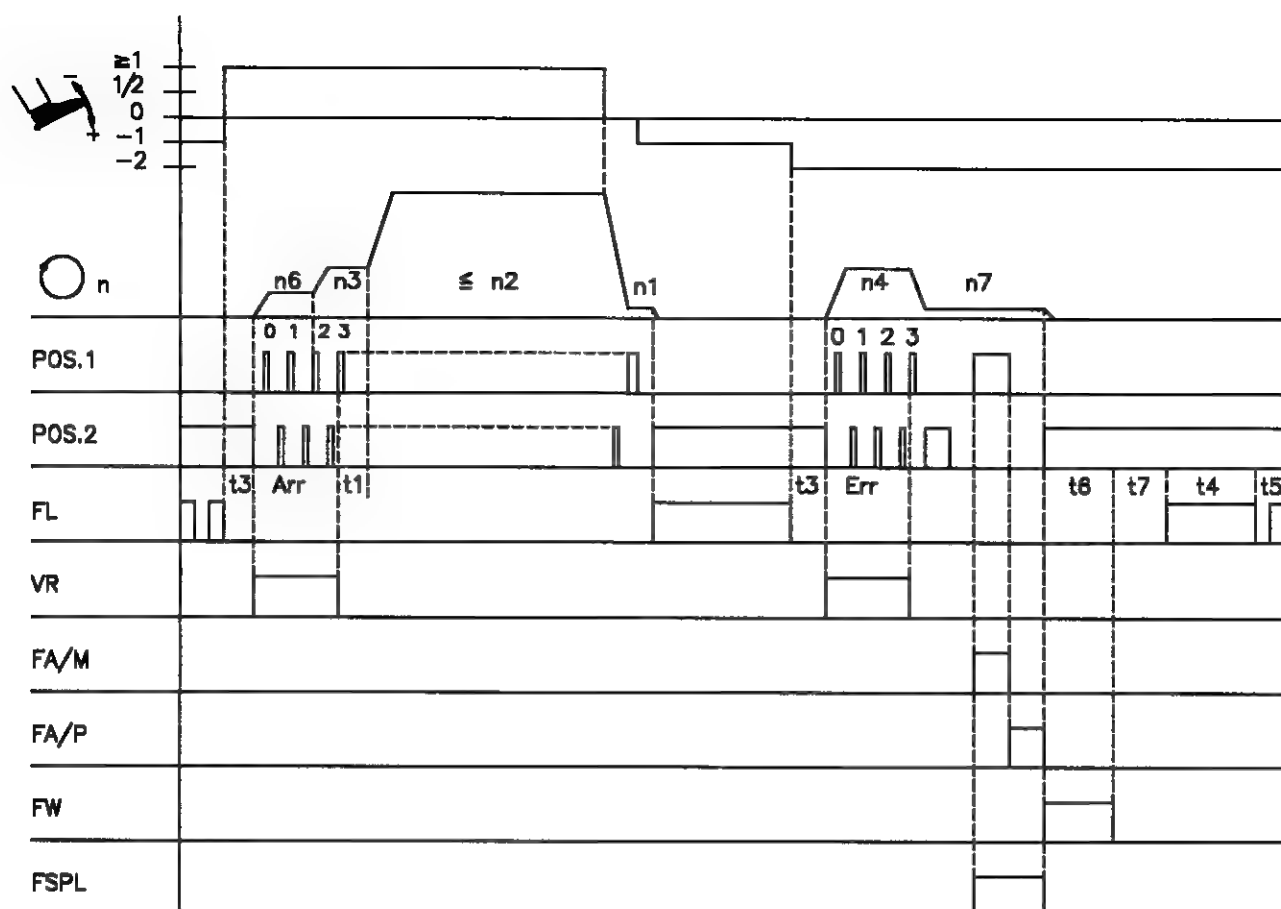 ≧1
1/2
0
-1
-2
− +
n
n6 n3 ≦ n2 n1 n4 n7
0 1 2 3 0 1 2 3
POS.1
POS.2
t3 Arr t1 t3 Err t6 t7 t4 t5
FL
VR
FA/M
FA/P
FW
FSPL